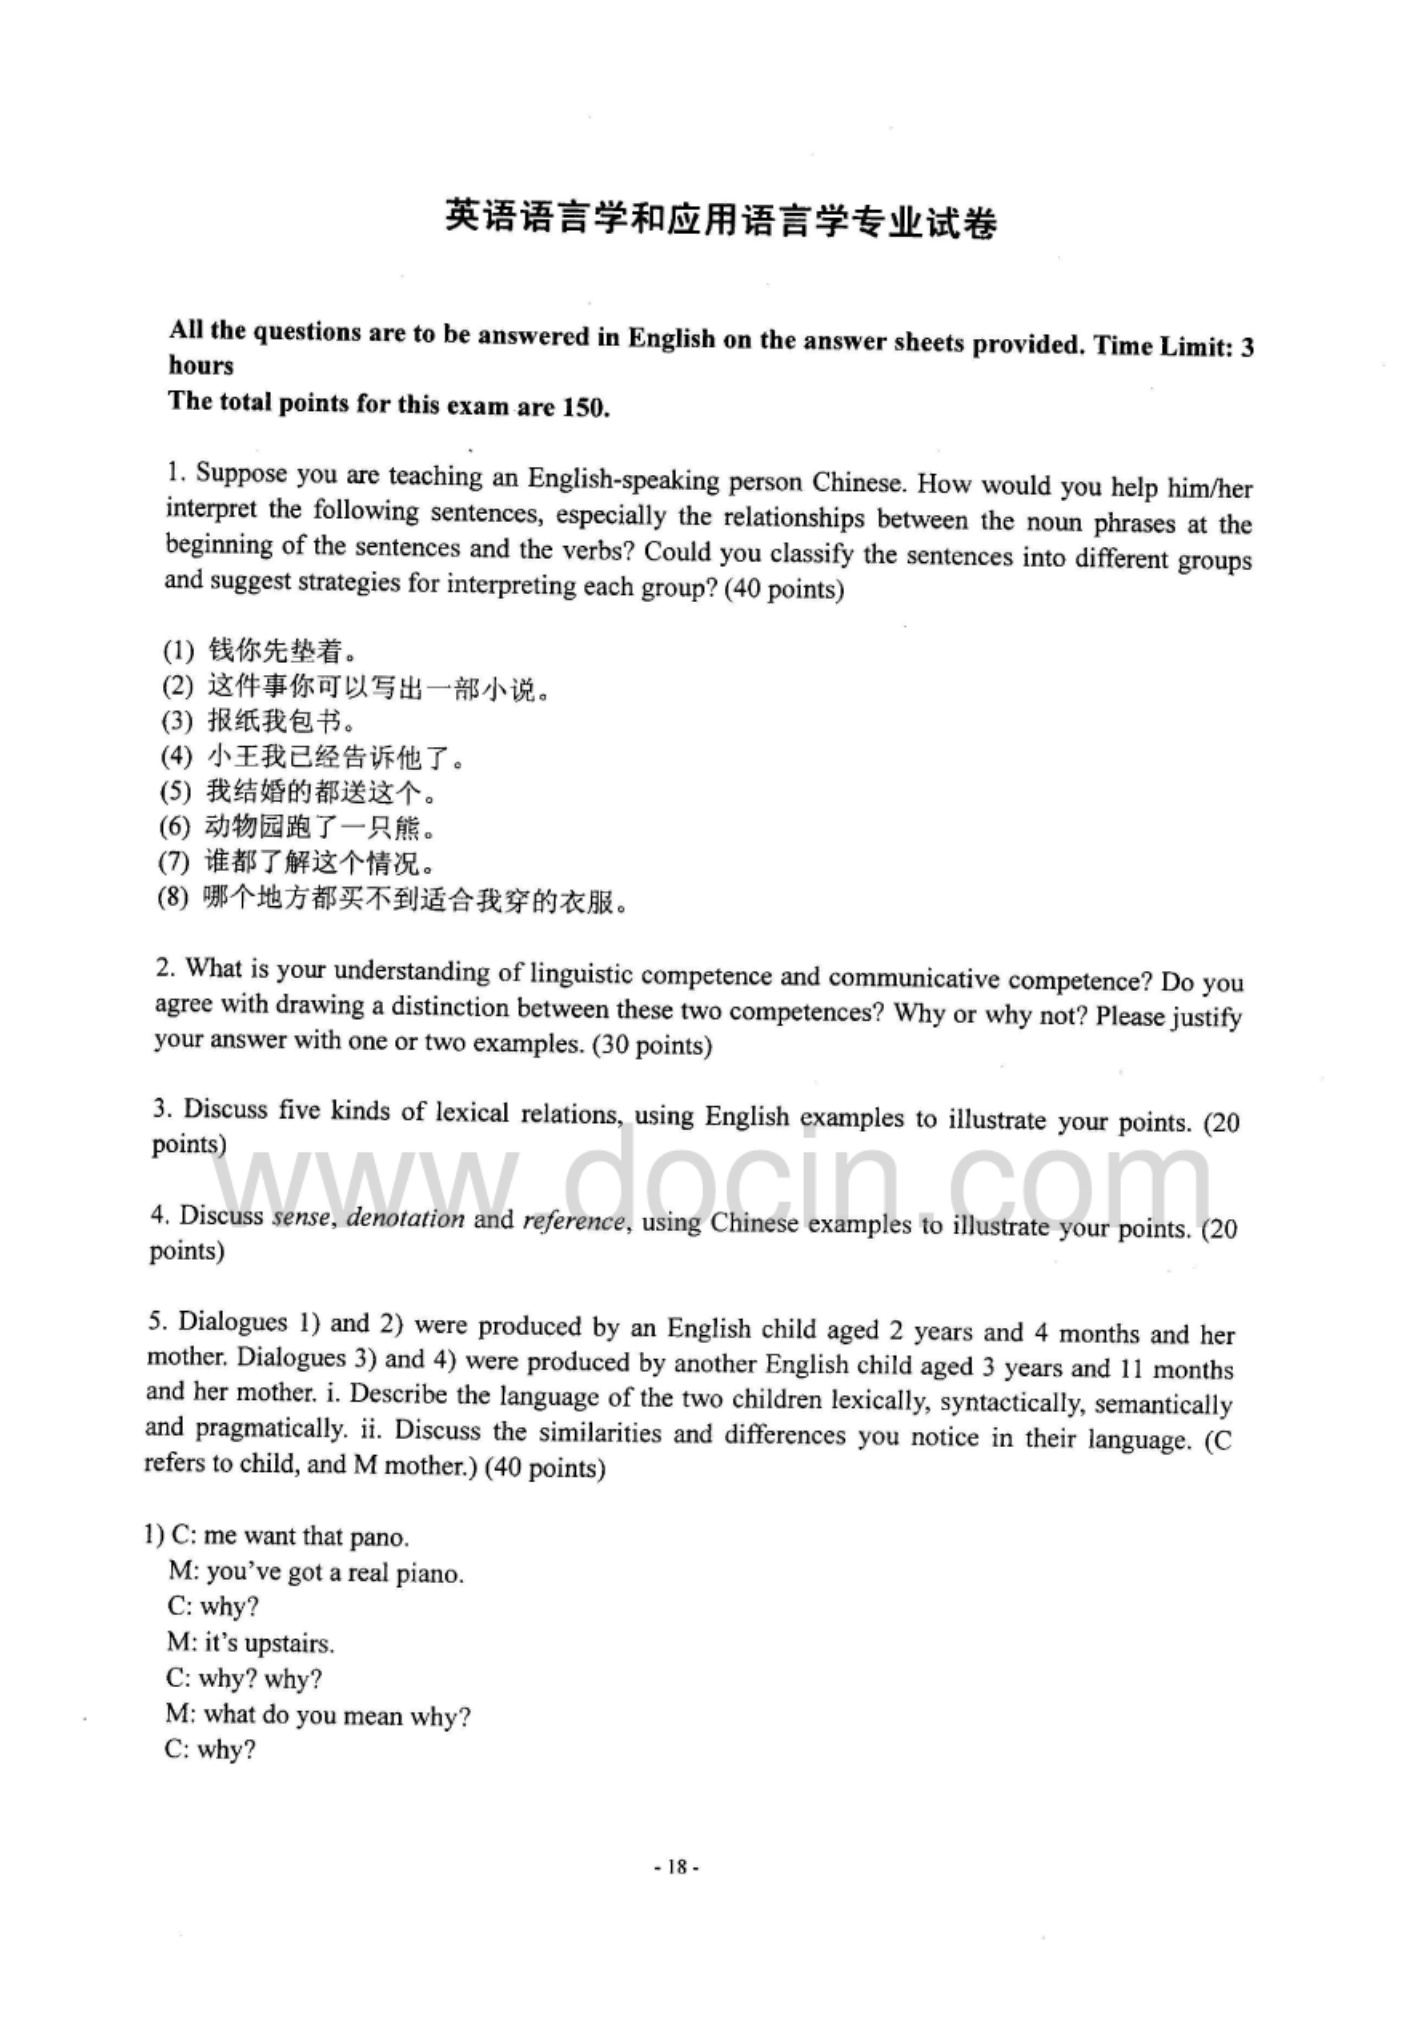 英语语言学和应用语言学专业试卷
All the questions are to be answered in English on the answer sheets provided. Time Limit: 3
hours
The total points for this exam are 150.
1. Suppose you are teaching an English-speaking person Chinese. How would you help him/her
interpret the following sentences, especially the relationships between the noun phrases at the
beginning of the sentences and the verbs? Could you classify the sentences into different groups
and suggest strategies for interpreting each group? (40 points)
(1) 钱你先垫着。
(2) 这件事你可以写出一部小说。
(3) 报纸我包书。
(4) 小王我已经告诉他了。
(5) 我结婚的都送这个。
(6) 动物园跑了一只熊。
(7) 谁都了解这个情况。
(8) 哪个地方都买不到适合我穿的衣服。
2. What is your understanding of linguistic competence and communicative competence? Do you
agree with drawing a distinction between these two competences? Why or why not? Please justify
your answer with one or two examples. (30 points)
3. Discuss five kinds of lexical relations, using English examples to illustrate your points. (20
points)
www.docin.com
4. Discuss sense, denotation and reference, using Chinese examples to illustrate your points. (20
points)
5. Dialogues 1) and 2) were produced by an English child aged 2 years and 4 months and her
mother. Dialogues 3) and 4) were produced by another English child aged 3 years and 11 months
and her mother. i. Describe the language of the two children lexically, syntactically, semantically
and pragmatically. ii. Discuss the similarities and differences you notice in their language. (C
refers to child, and M mother.) (40 points)
1) C: me want that pano.
M: you've got a real piano.
C: why?
M: it's upstairs.
C: why? why?
M: what do you mean why?
C: why?
- 18 -